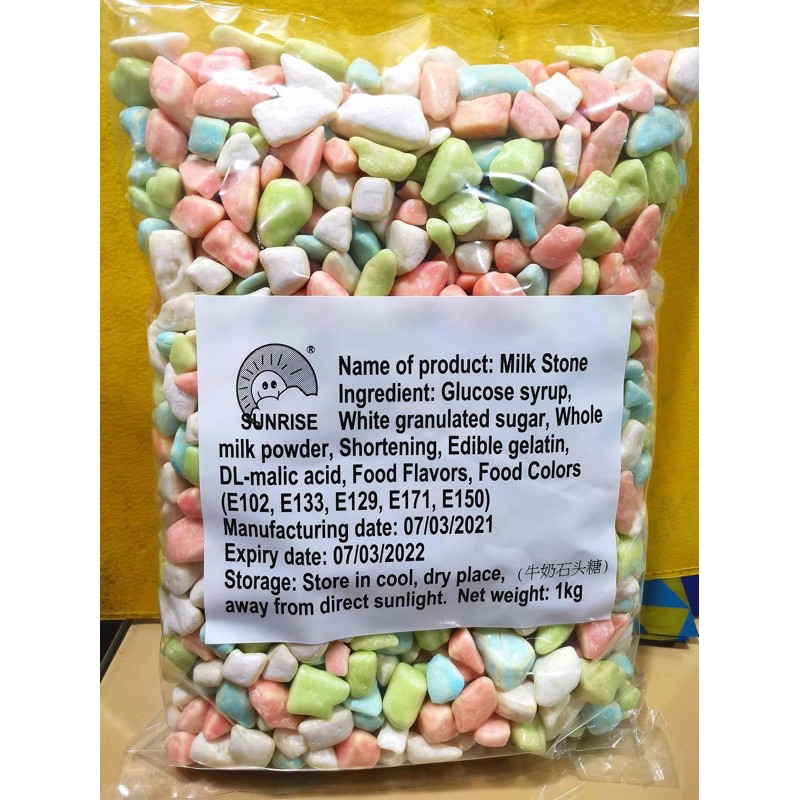 ®
Name of product: Milk Stone
Ingredient: Glucose syrup,
SUNRISE White granulated sugar, Whole
milk powder, Shortening, Edible gelatin,
DL-malic acid, Food Flavors, Food Colors
(E102, E133, E129, E171, E150)
Manufacturing date: 07/03/2021
Expiry date: 07/03/2022
Storage: Store in cool, dry place, (牛奶石头糖)
away from direct sunlight. Net weight: 1kg